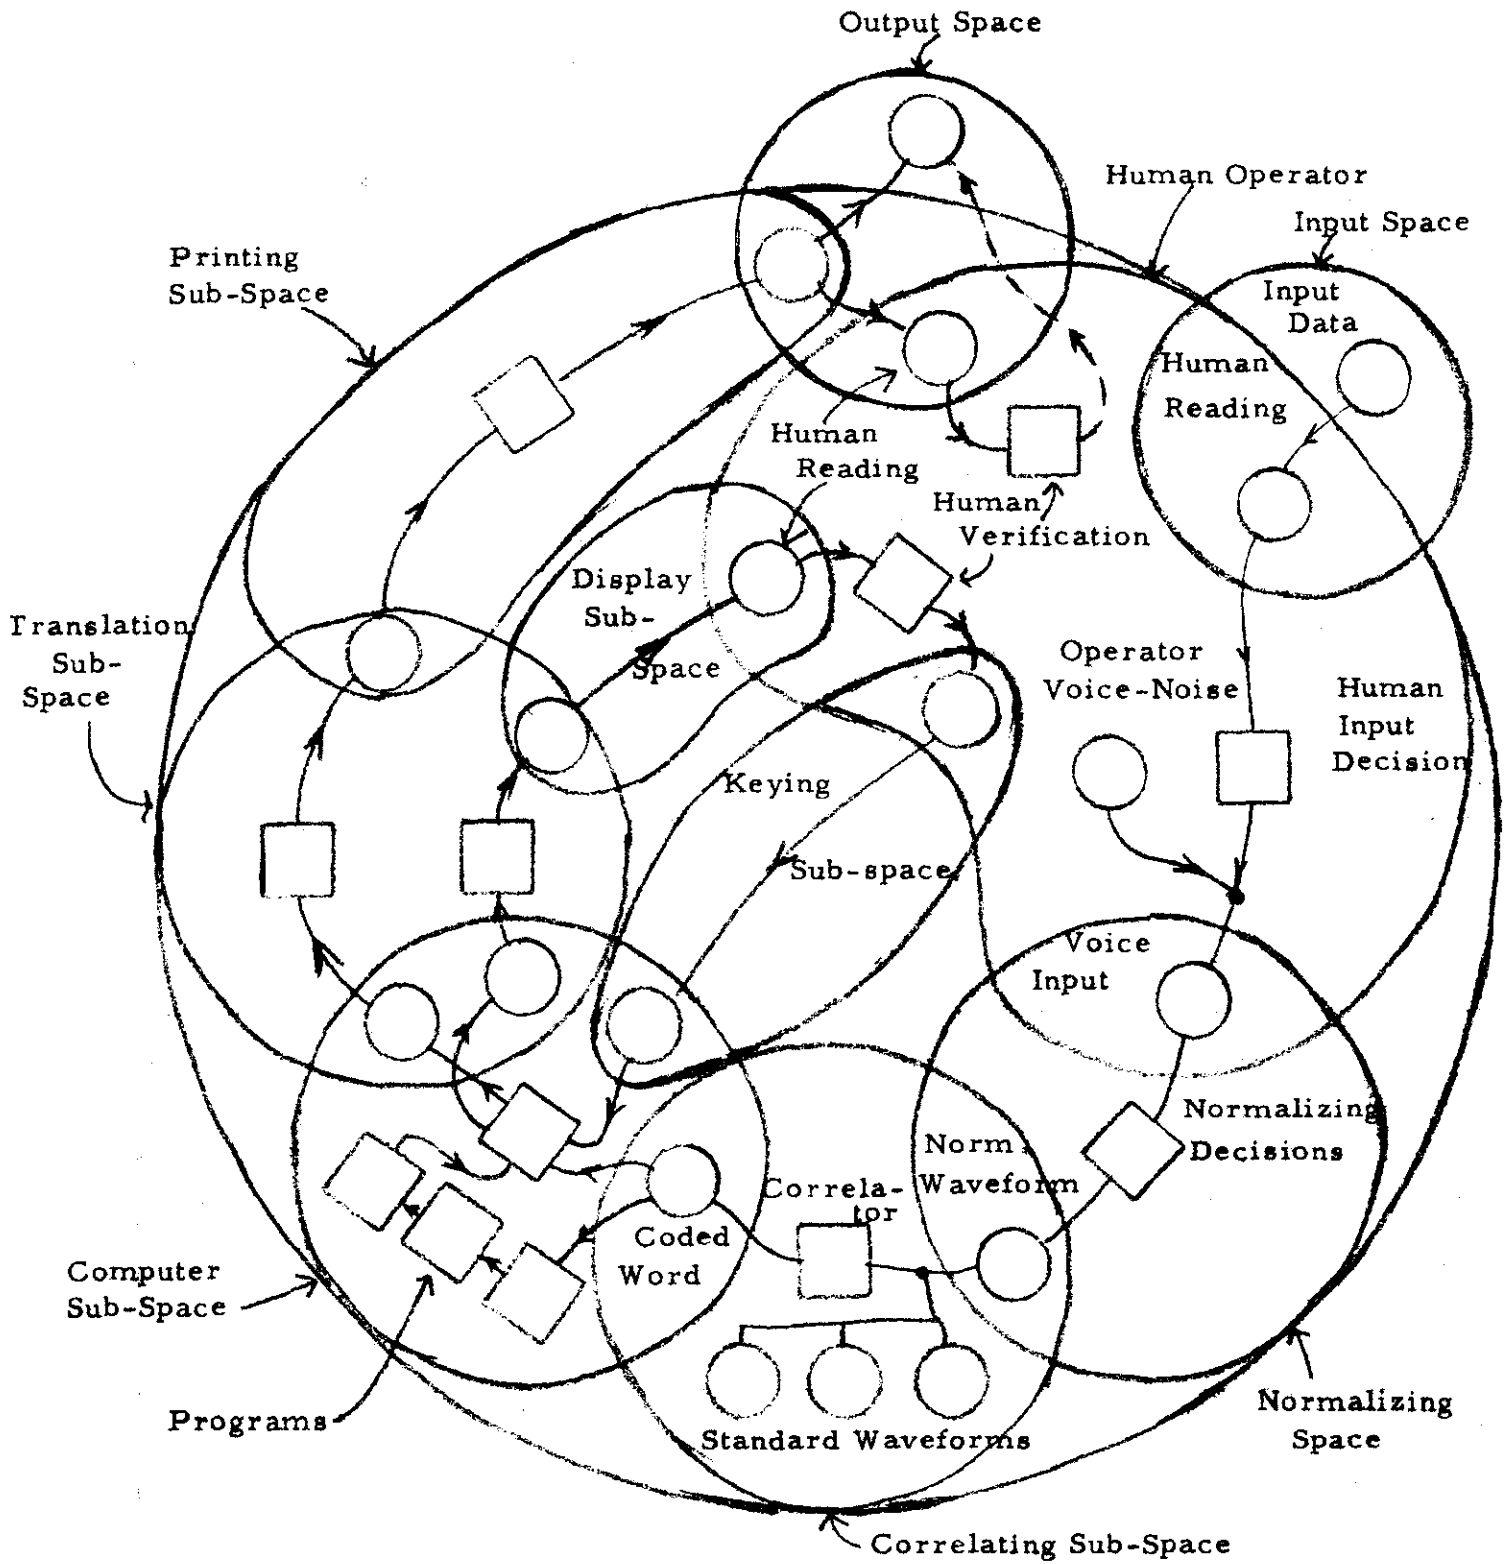 Output Space
Human Operator
Input Space
Printing
Sub-Space
Input
Data
Human
Reading
Human
Reading
Human
Verification
Display
Sub-
Space
Translation
Sub-
Space
Operator
Voice-Noise
Human
Input
Decision
Keying
Sub-space
Voice
Input
Normalizing
Decisions
Norm
Waveform
Correla-
tor
Coded
Word
Computer
Sub-Space
Programs
Standard Waveforms
Normalizing
Space
Correlating Sub-Space